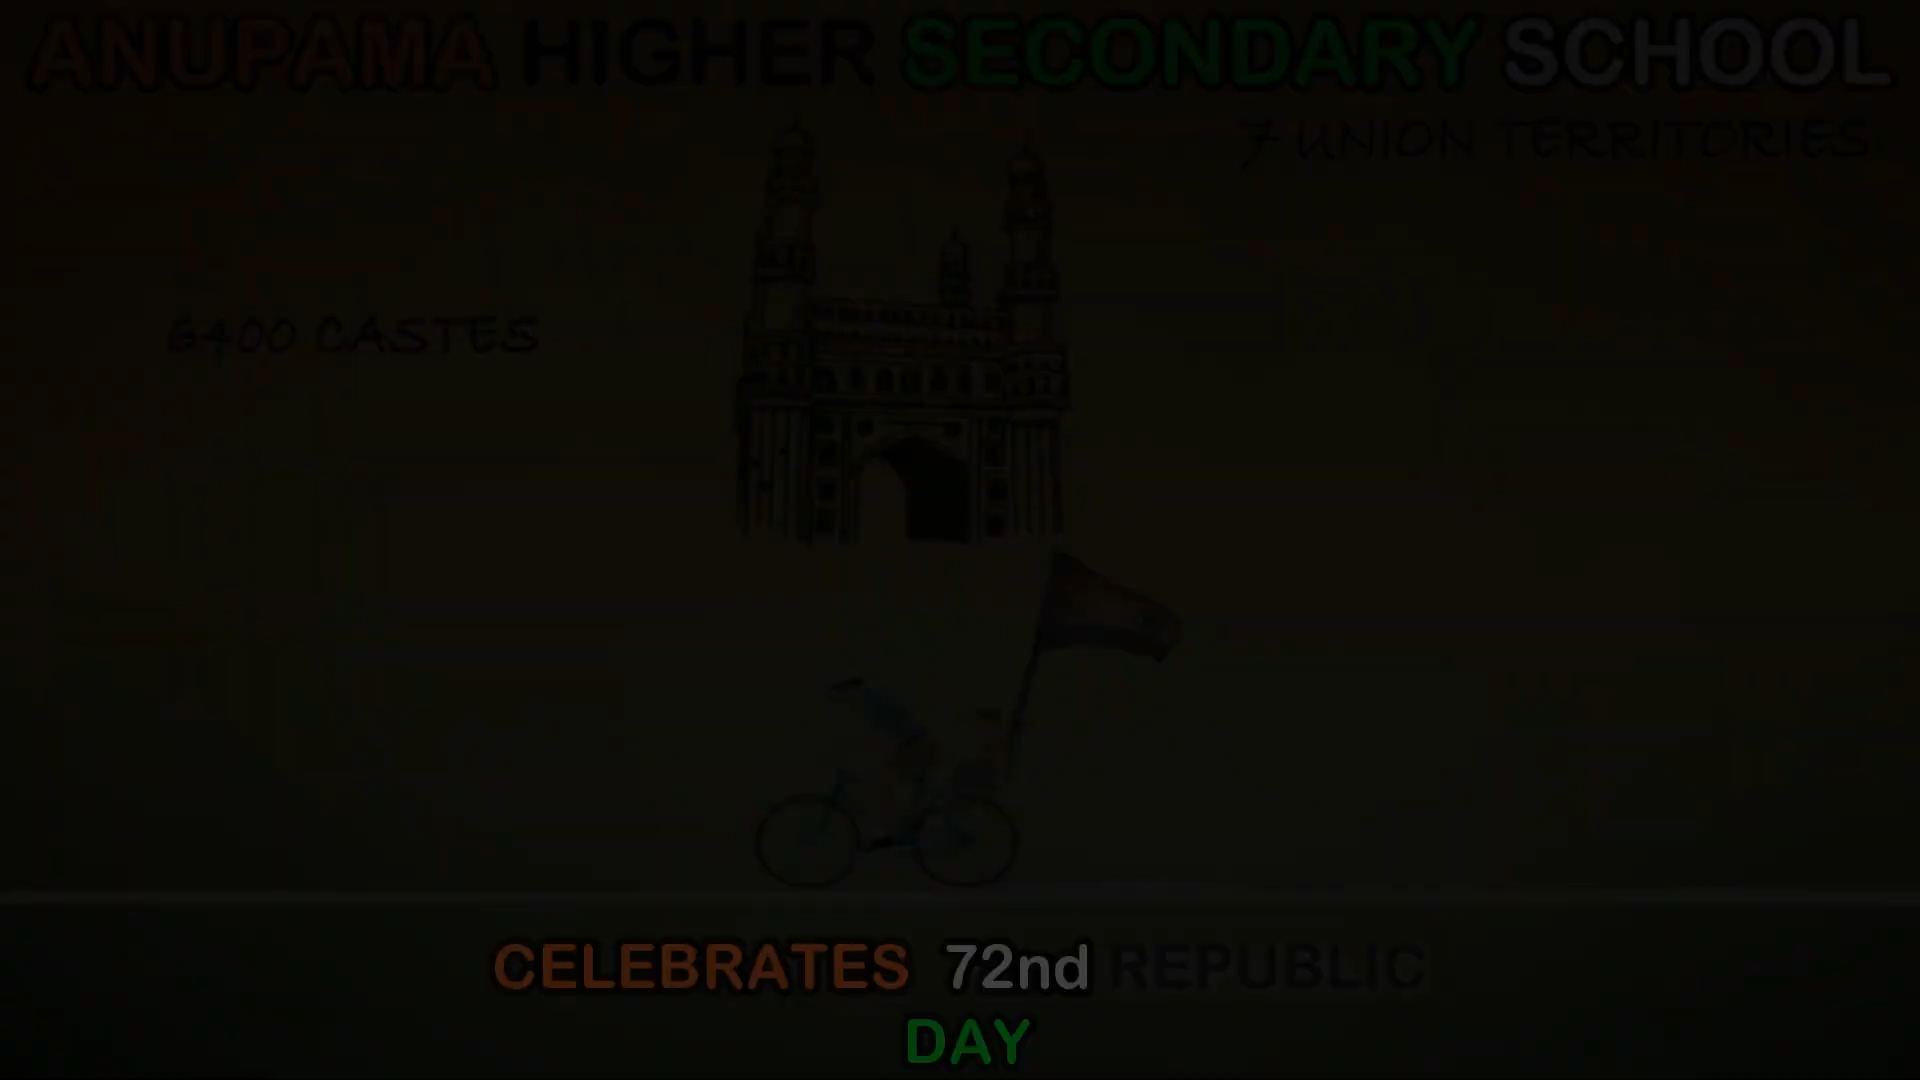 ANUPAMA HIGHER SECONDARY SCHOOL
7 UNION TERRITORIES
6400 CASTES
CELEBRATES 72nd REPUBLIC
DAY